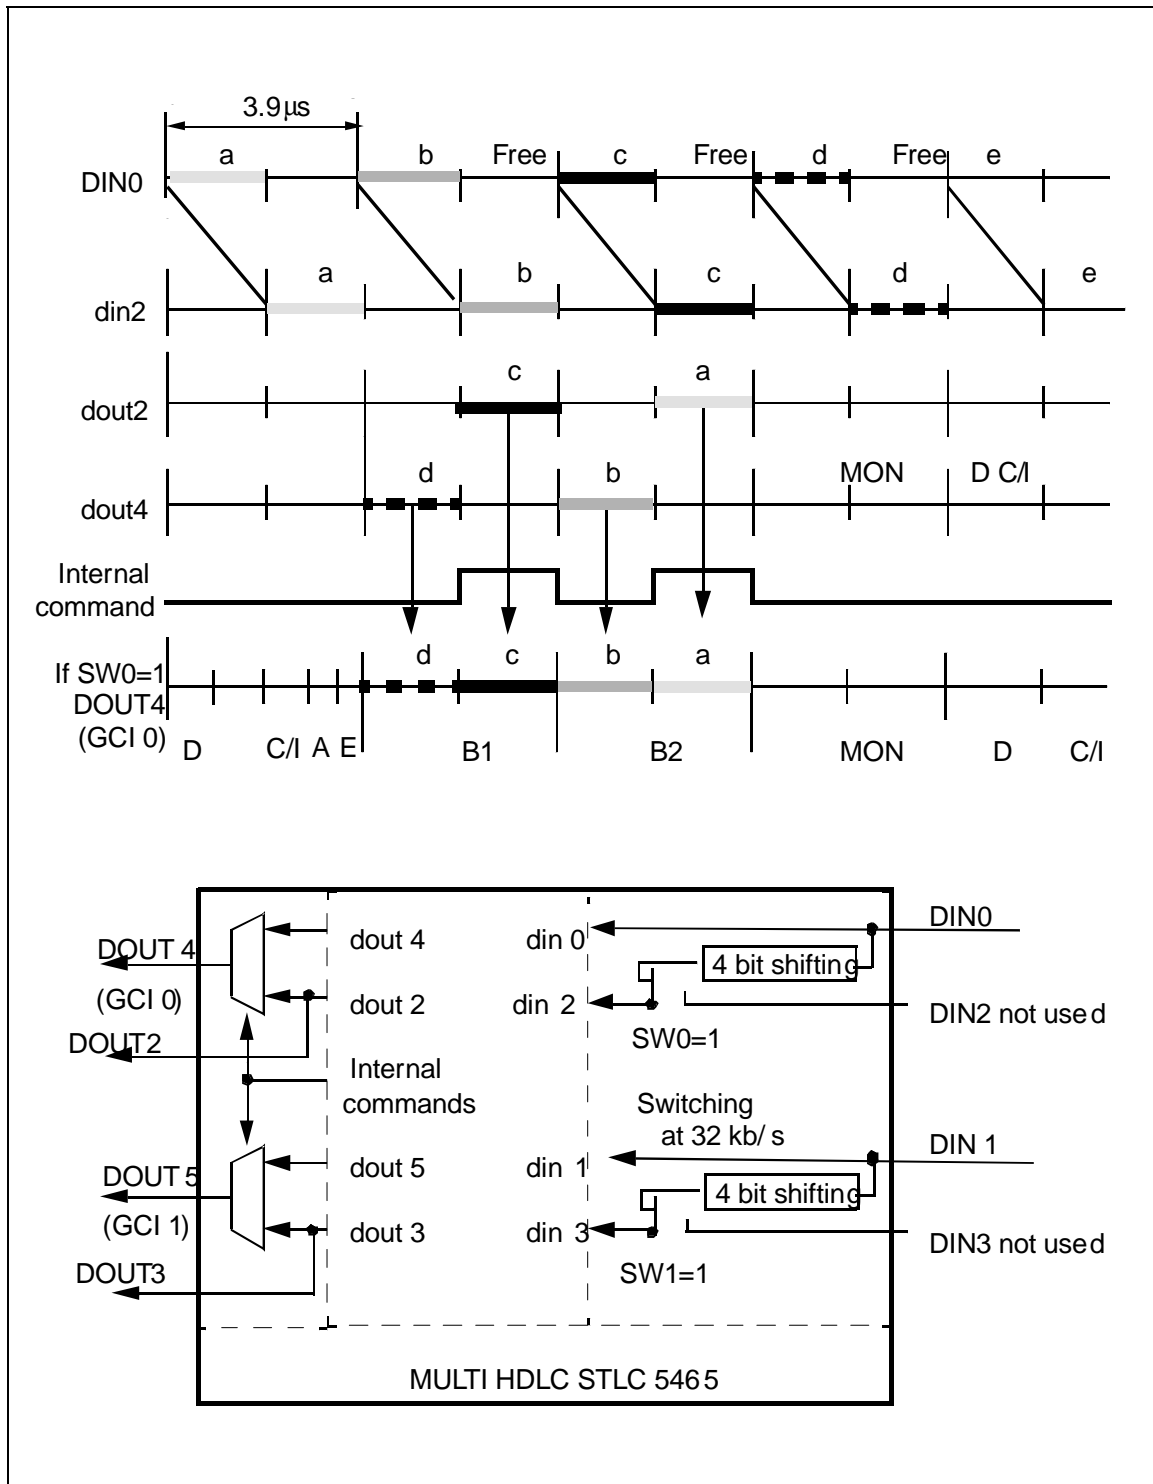 3.9µs
a b Free c Free d Free e
DIN0
a b c d e
din2
c a
dout2
d b MON D C/I
dout4
Internal
command
d c b a
If SW0=1
DOUT4
(GCI 0)
D C/I A E B1 B2 MON D C/I
DIN0
dout 4 din 0
DOUT 4
4 bit shifting
(GCI 0)
dout 2 din 2
DIN2 not used
SW0=1
DOUT2
Internal
commands
Switching
at 32 kb/s
DIN 1
dout 5 din 1
DOUT 5
4 bit shifting
(GCI 1)
dout 3 din 3
DIN3 not used
SW1=1
DOUT3
MULTI HDLC STLC 5465